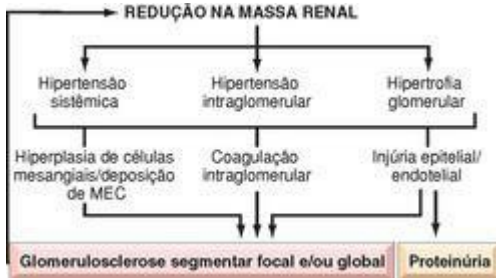 REDUÇÃO NA MASSA RENAL
Hipertensão
sistêmica
Hipertensão
intraglomerular
Hipertrofia
glomerular
Hiperplasia de células
mesangiais/deposição
de MEC
Coagulação
intraglomerular
Injúria epitelial/
endotelial
Glomerulosclerose segmentar focal e/ou global
Proteinúria